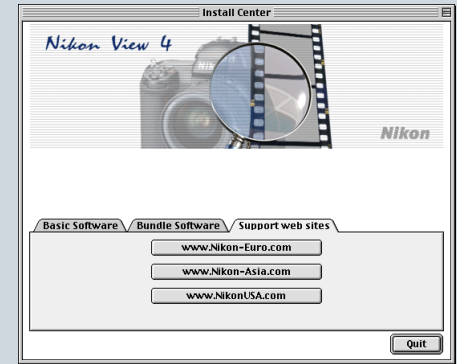 Install Center
Nikon View 4
Nikon
Basic Software Bundle Software Support web sites
www.Nikon-Euro.com
www.Nikon-Asia.com
www.NikonUSA.com
Quit